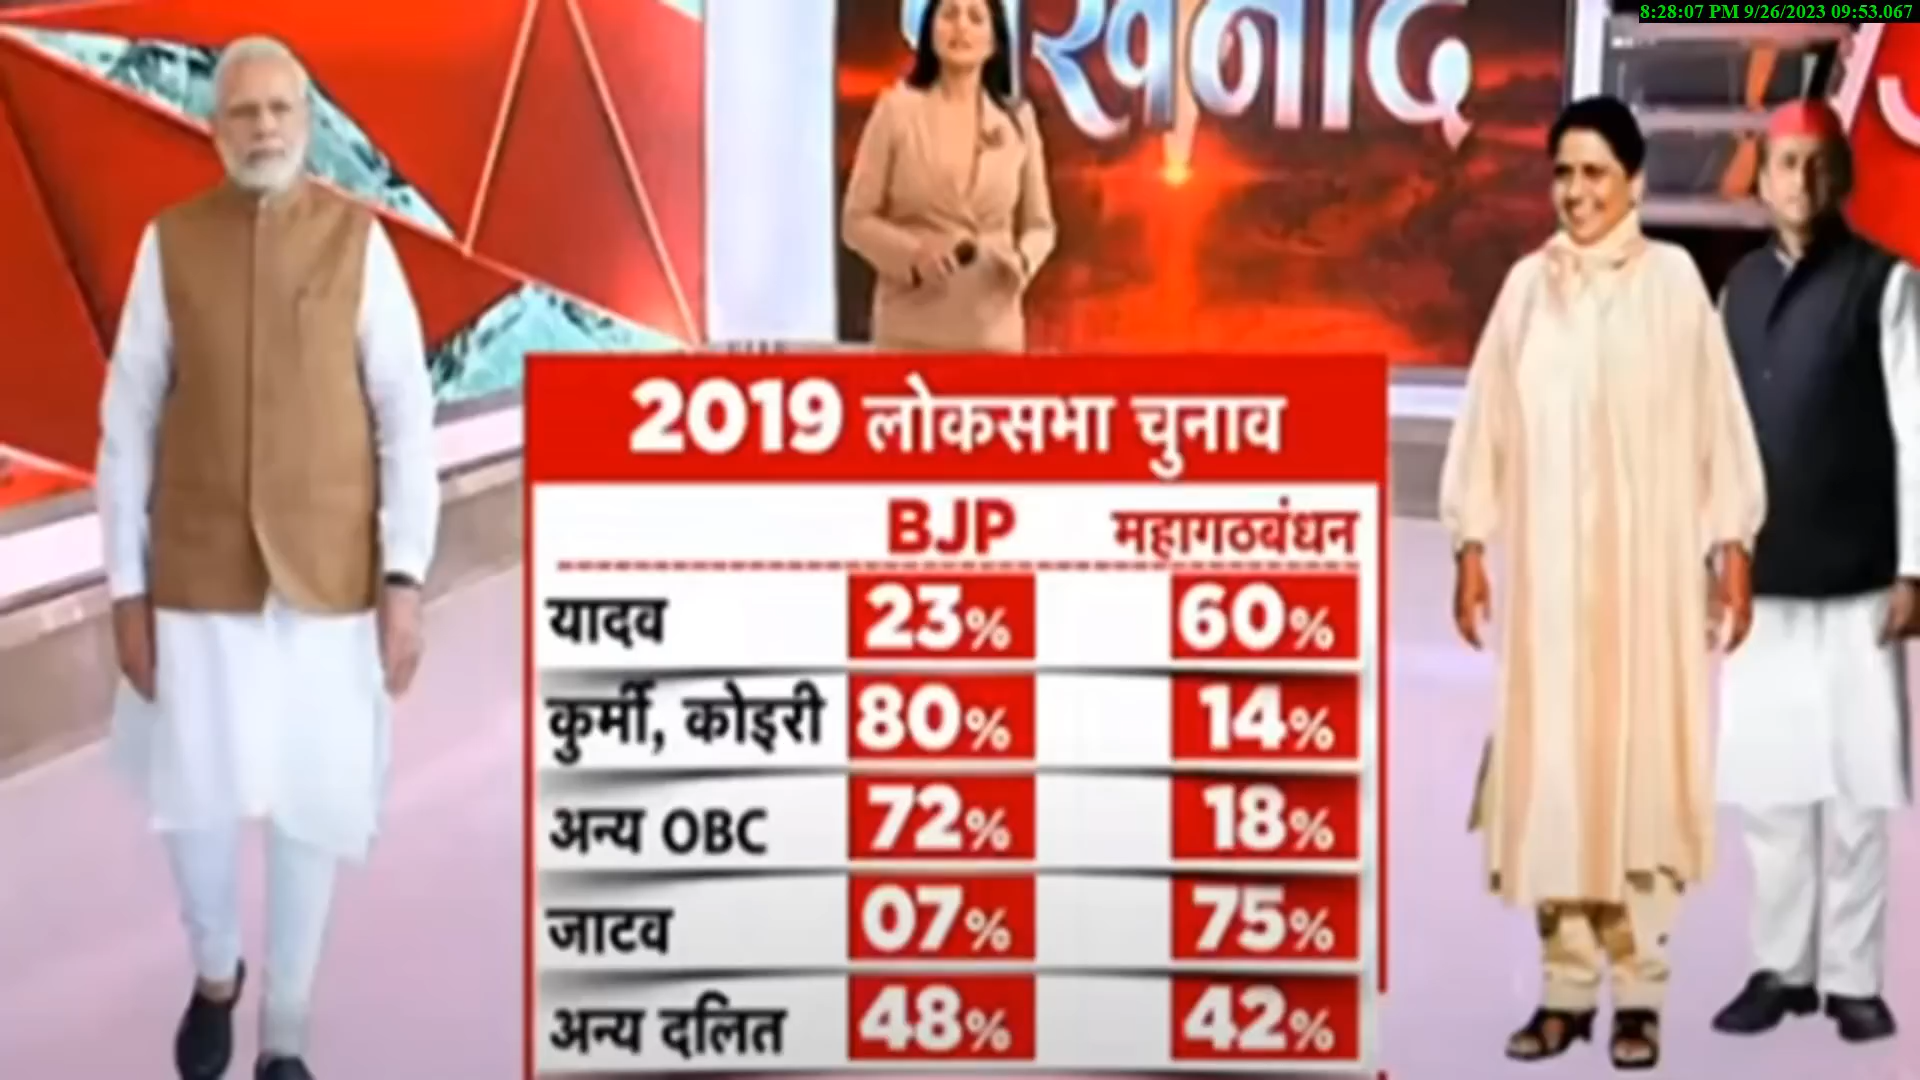 8:28:07 PM 9/26/2023 09:53.067
2019 लोकसभा चुनाव
BJP महागठबंधन
यादव 23% 60%
कुर्मी, कोइरी 80% 14%
अन्य OBC 72% 18%
जाटव 07% 75%
अन्य दलित 48% 42%